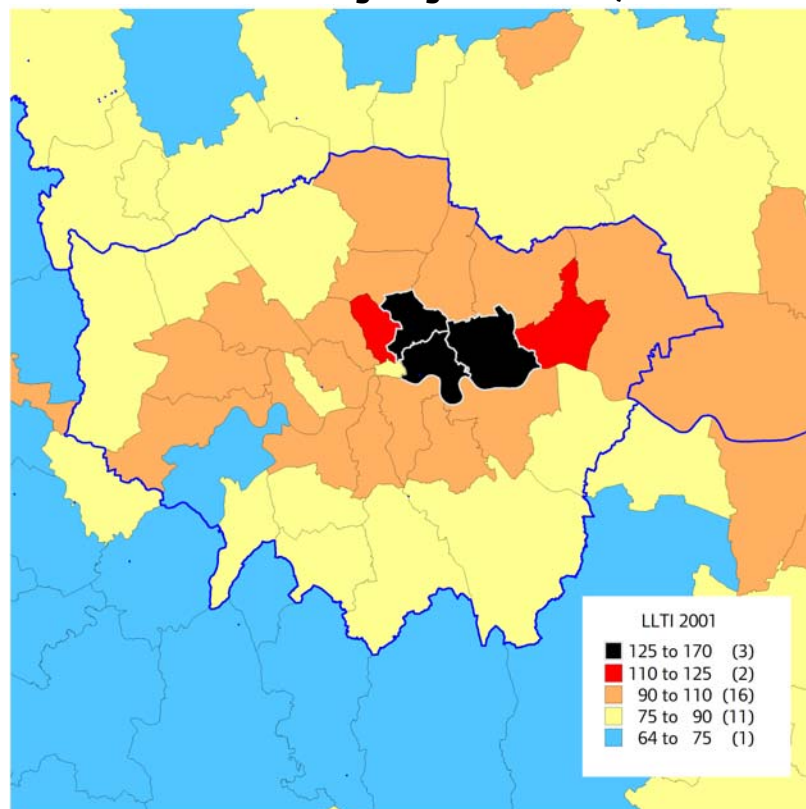 LLTI 2001
125 to 170 (3)
110 to 125 (2)
90 to 110 (16)
75 to 90 (11)
64 to 75 (1)